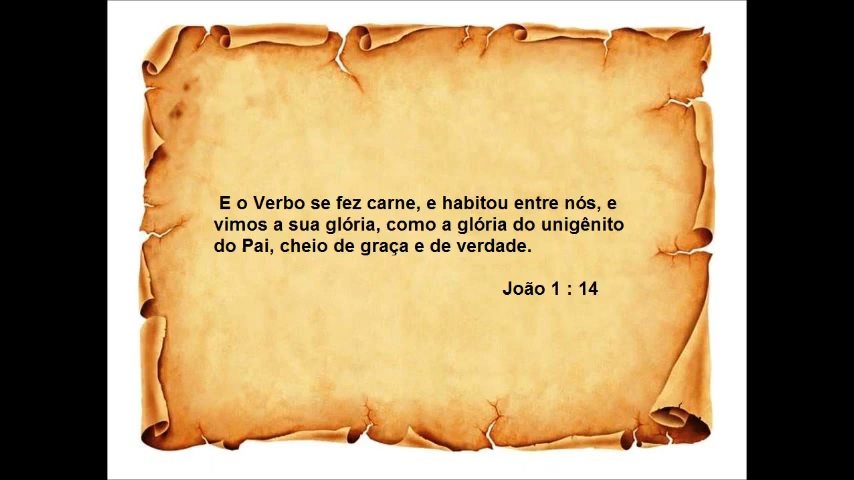 E o Verbo se fez carne, e habitou entre nós, e
vimos a sua glória, como a glória do unigênito
do Pai, cheio de graça e de verdade.
João 1 : 14